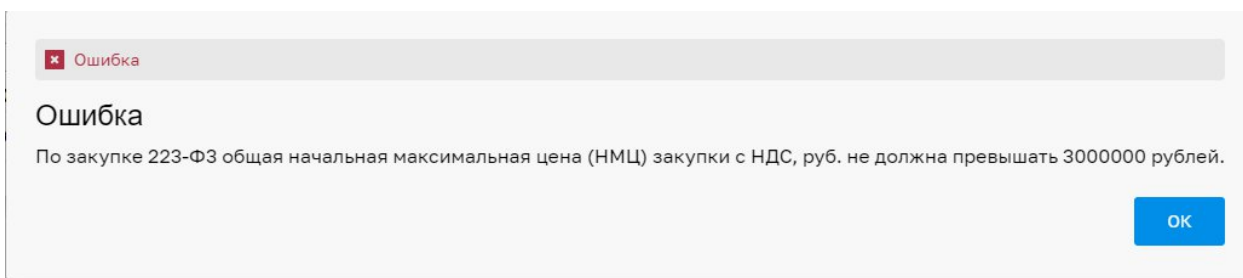 Ошибка
Ошибка
По закупке 223-ФЗ общая начальная максимальная цена (НМЦ) закупки с НДС, руб. не должна превышать 3000000 рублей.
ОК